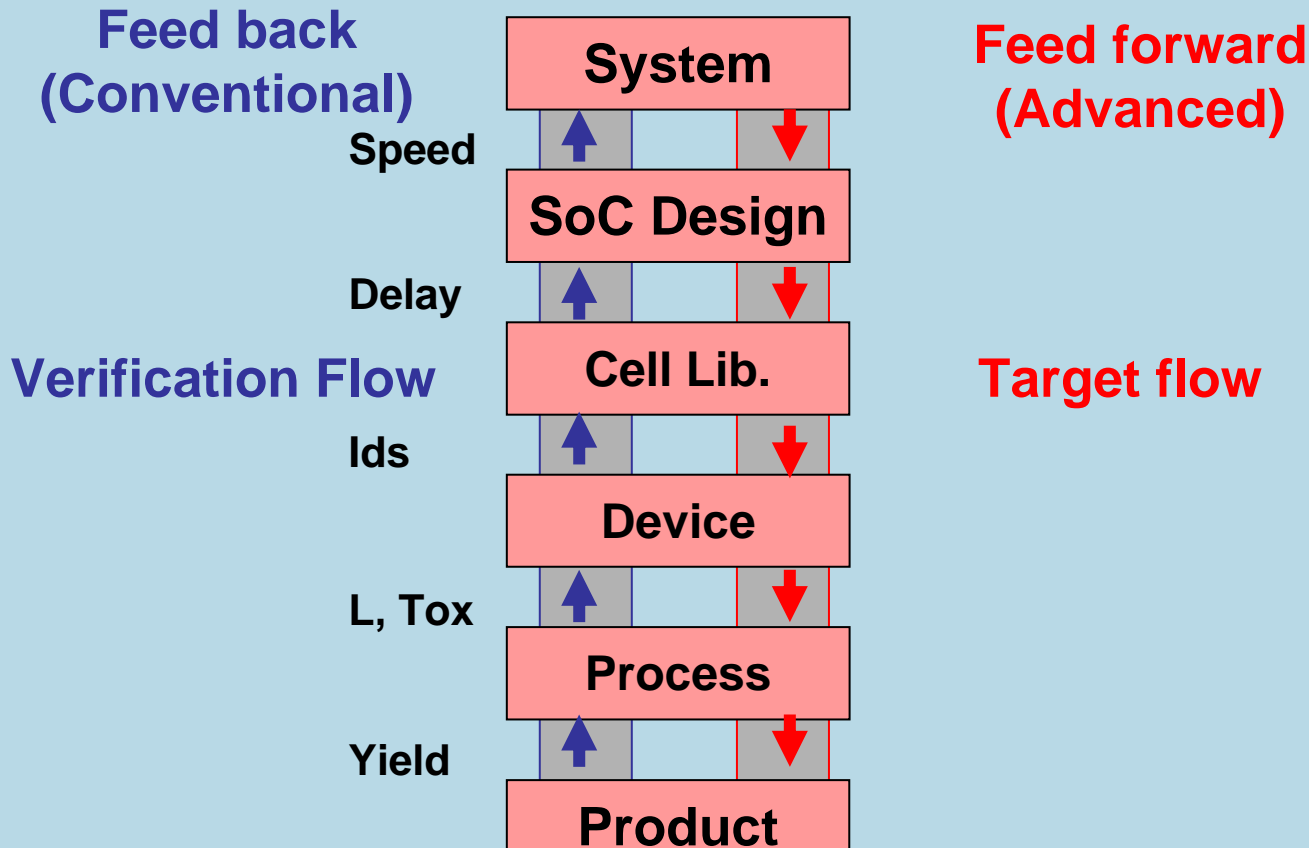 Feed back
(Conventional)
System
Feed forward
(Advanced)
Speed
SoC Design
Delay
Verification Flow
Cell Lib.
Target flow
Ids
Device
L, Tox
Process
Yield
Product